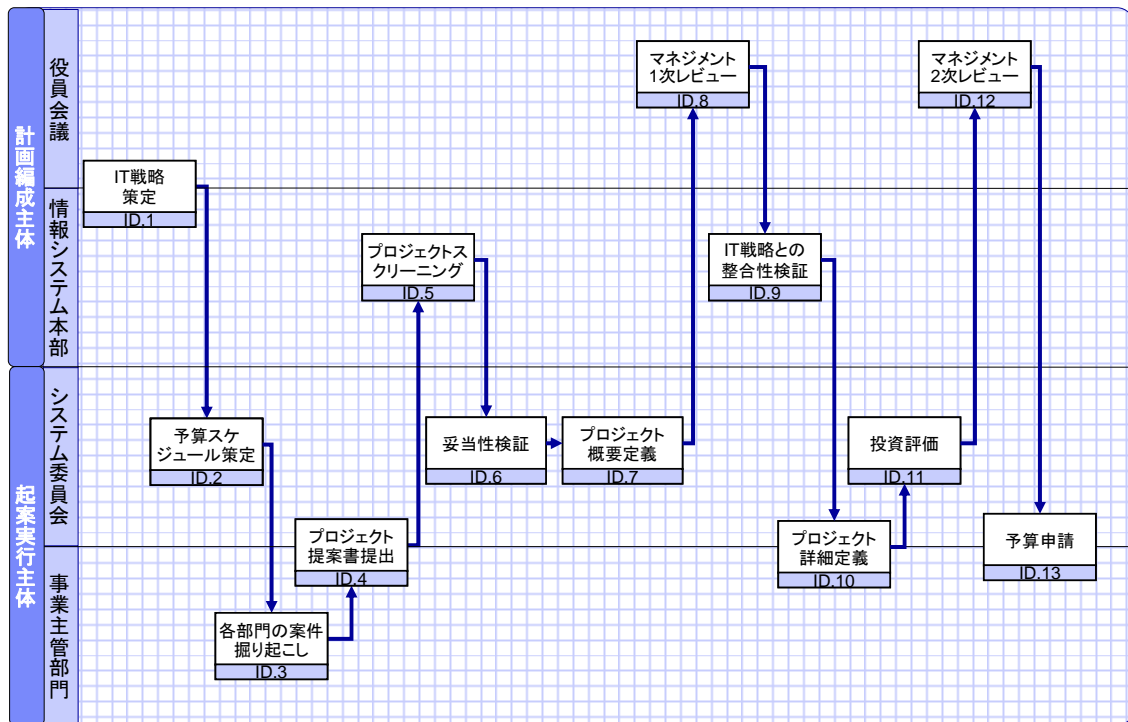 計画編成主体
起案実行主体
役員会議
情報システム本部
システム委員会
事業主管部門
IT戦略
策定
ID.1
予算スケ
ジュール策定
ID.2
各部門の案件
掘り起こし
ID.3
プロジェクト
提案書提出
ID.4
プロジェクトス
クリーニング
ID.5
妥当性検証
ID.6
プロジェクト
概要定義
ID.7
マネジメント
1次レビュー
ID.8
IT戦略との
整合性検証
ID.9
プロジェクト
詳細定義
ID.10
投資評価
ID.11
マネジメント
2次レビュー
ID.12
予算申請
ID.13